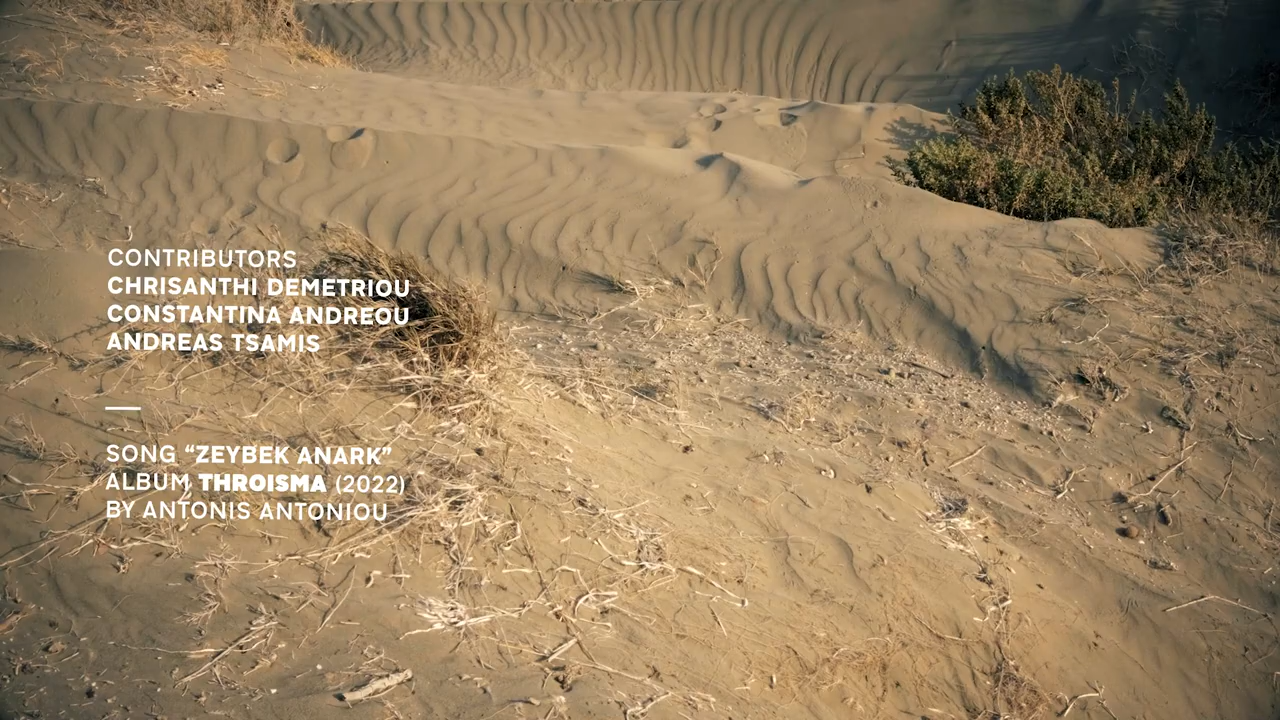 CONTRIBUTORS
CHRISANTHI DEMETRIOU
CONSTANTINA ANDREOU
ANDREAS TSAMIS
SONG “ZEYBEK ANARK”
ALBUM THROISMA (2022)
BY ANTONIS ANTONIOU